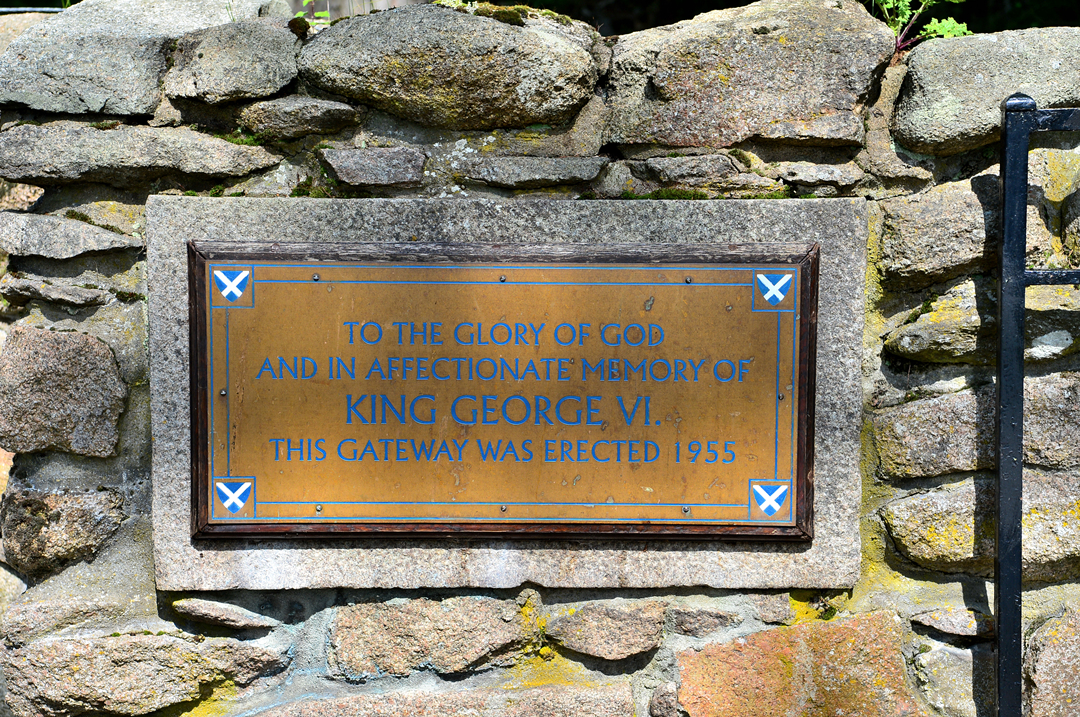 TO THE GLORY OF GOD
AND IN AFFECTIONATE MEMORY OF
KING GEORGE VI.
THIS GATEWAY WAS ERECTED 1955